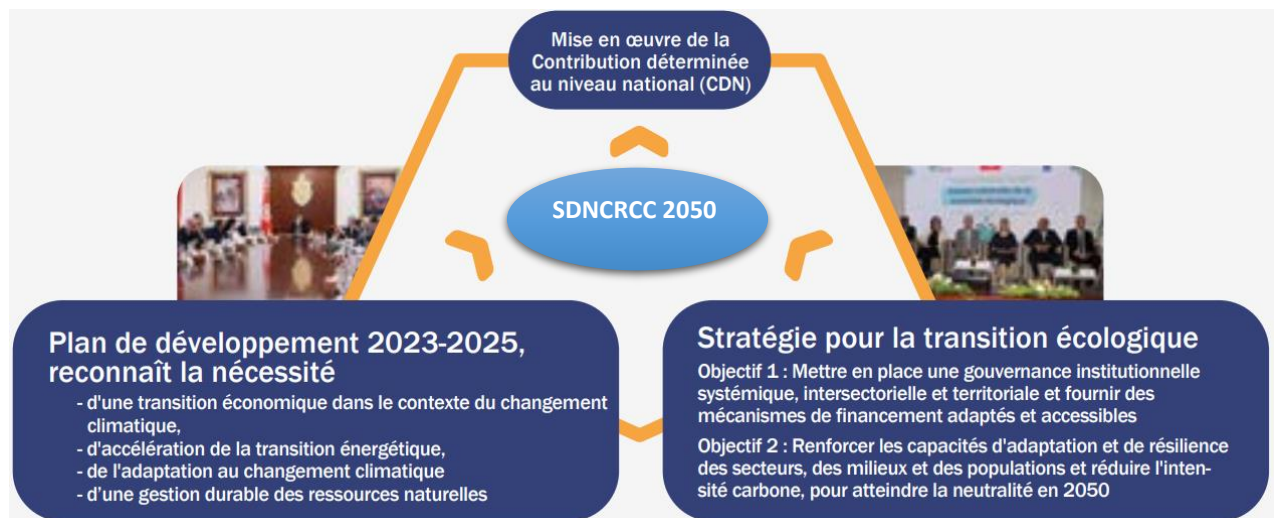 Mise en œuvre de la
Contribution déterminée
au niveau national (CDN)
SDNCRCC 2050
Plan de développement 2023-2025,
reconnaît la nécessité
- d'une transition économique dans le contexte du changement
climatique,
- d'accélération de la transition énergétique,
- de l'adaptation au changement climatique
- d’une gestion durable des ressources naturelles
Stratégie pour la transition écologique
Objectif 1 : Mettre en place une gouvernance institutionnelle
systémique, intersectorielle et territoriale et fournir des
mécanismes de financement adaptés et accessibles
Objectif 2 : Renforcer les capacités d'adaptation et de résilience
des secteurs, des milieux et des populations et réduire l'inten-
sité carbone, pour atteindre la neutralité en 2050